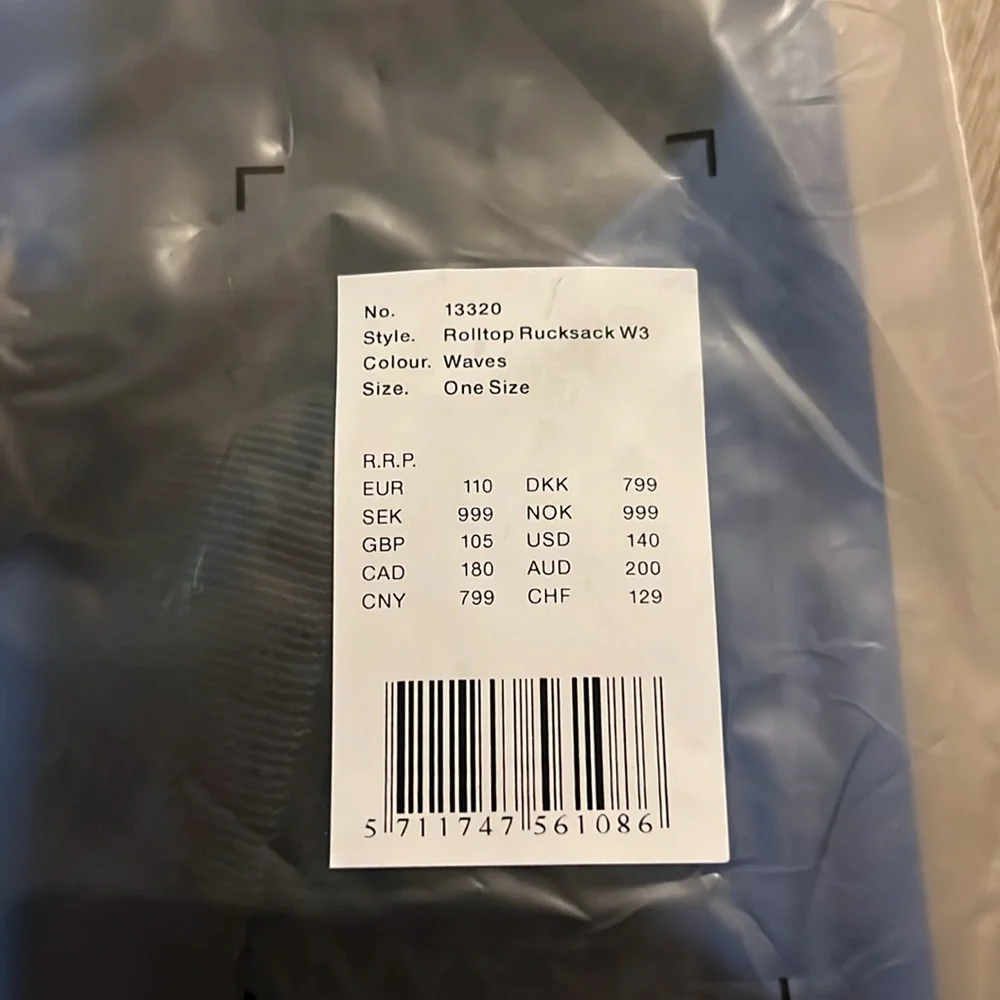 No. 13320
Style. Rolltop Rucksack W3
Colour. Waves
Size. One Size
R.R.P.
EUR 110 DKK 799
SEK 999 NOK 999
GBP 105 USD 140
CAD 180 AUD 200
CNY 799 CHF 129
5 711747 561086